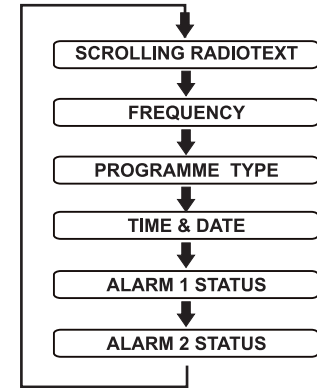 SCROLLING RADIOTEXT
FREQUENCY
PROGRAMME TYPE
TIME & DATE
ALARM 1 STATUS
ALARM 2 STATUS